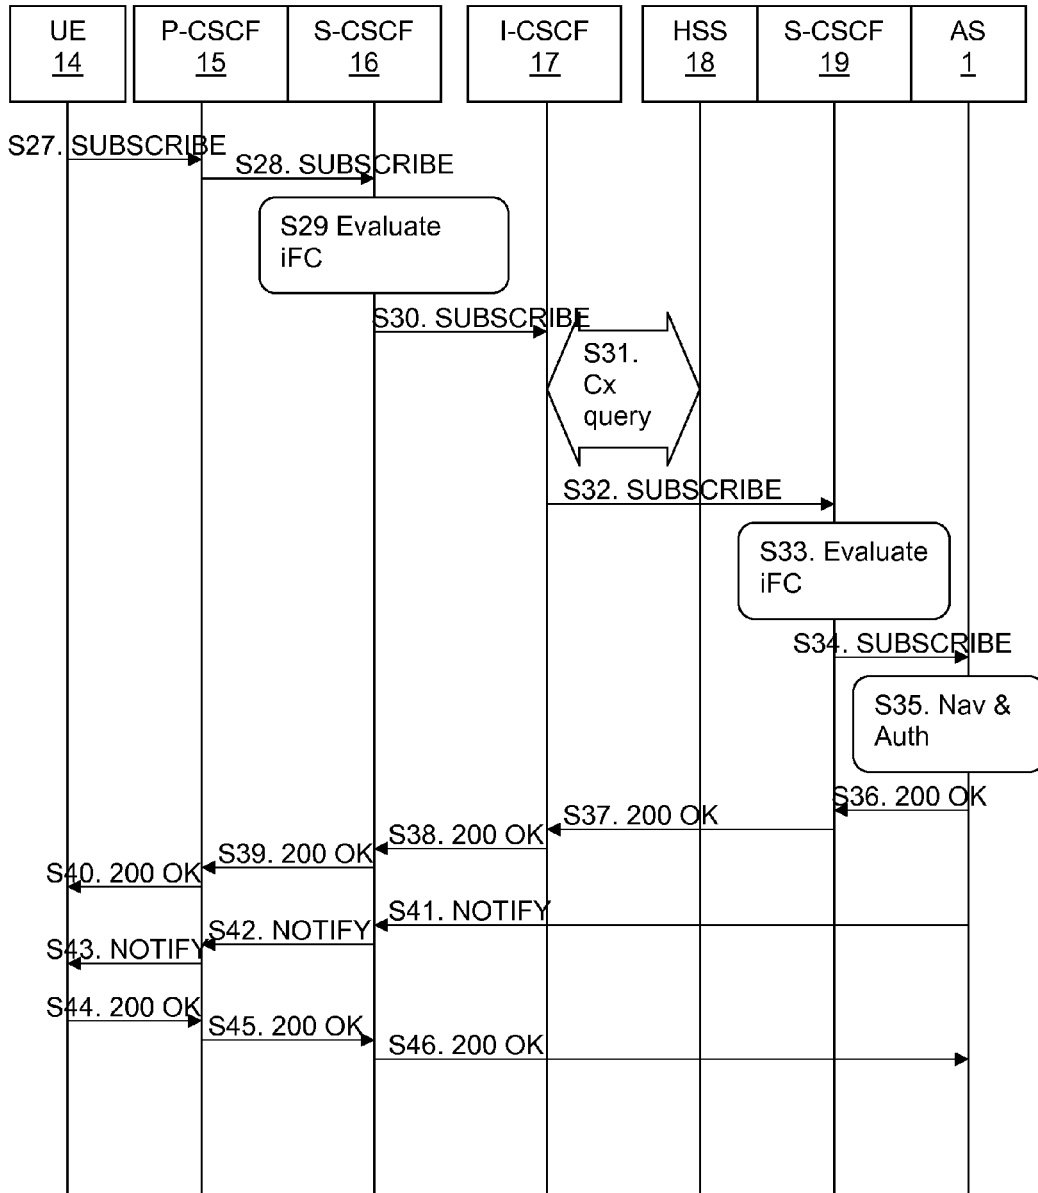 UE
14
P-CSCF
15
S-CSCF
16
I-CSCF
17
HSS
18
S-CSCF
19
AS
1
S27. SUBSCRIBE
S28. SUBSCRIBE
S29 Evaluate
iFC
S30. SUBSCRIBE
S31.
Cx
query
S32. SUBSCRIBE
S33. Evaluate
iFC
S34. SUBSCRIBE
S35. Nav &
Auth
S36. 200 OK
S37. 200 OK
S38. 200 OK
S39. 200 OK
S40. 200 OK
S41. NOTIFY
S42. NOTIFY
S43. NOTIFY
S44. 200 OK
S45. 200 OK
S46. 200 OK